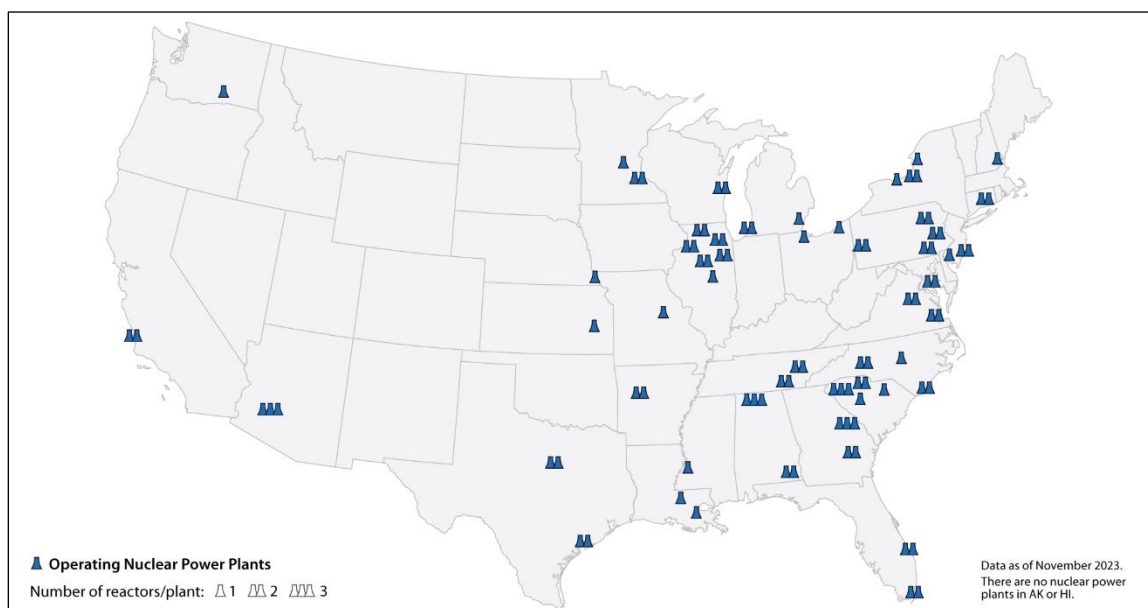 Operating Nuclear Power Plants
Number of reactors/plant: 1 2 3
Data as of November 2023.
There are no nuclear power
plants in AK or HI.